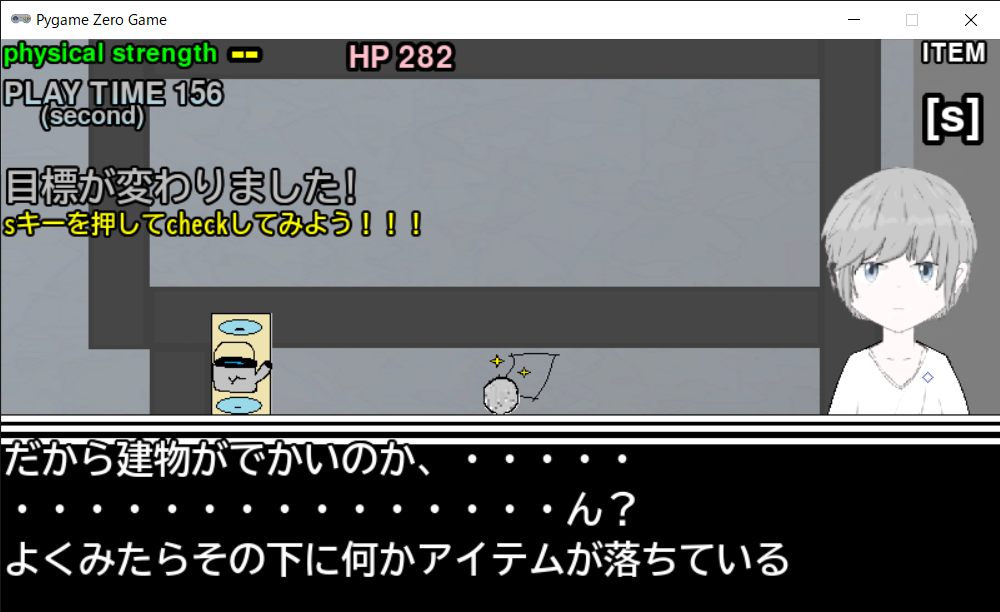 Pygame Zero Game
physical strength --
HP 282
ITEM
PLAY TIME 156
(second)
[s]
目標が変わりました!
sキーを押してcheckしてみよう！！！
だから建物がでかいのか、・・・・・
・・・・・・・・・・・・・・・ん？
よくみたらその下に何かアイテムが落ちている